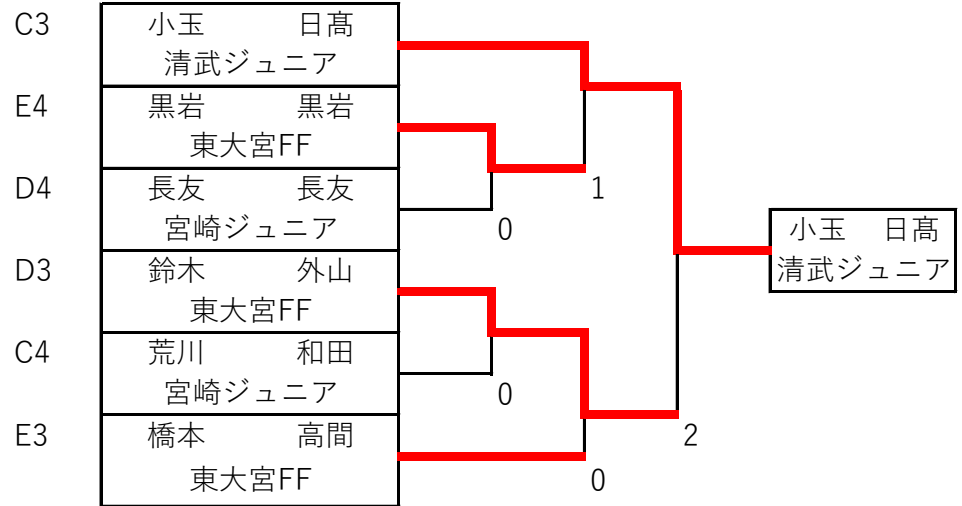 C3 小玉 日髙
清武ジュニア
E4 黒岩 黒岩
東大宮FF
D4 長友 長友
宮崎ジュニア
D3 鈴木 外山
東大宮FF
C4 荒川 和田
宮崎ジュニア
E3 橋本 高間
東大宮FF
0
1
0
0
2
小玉 日髙
清武ジュニア